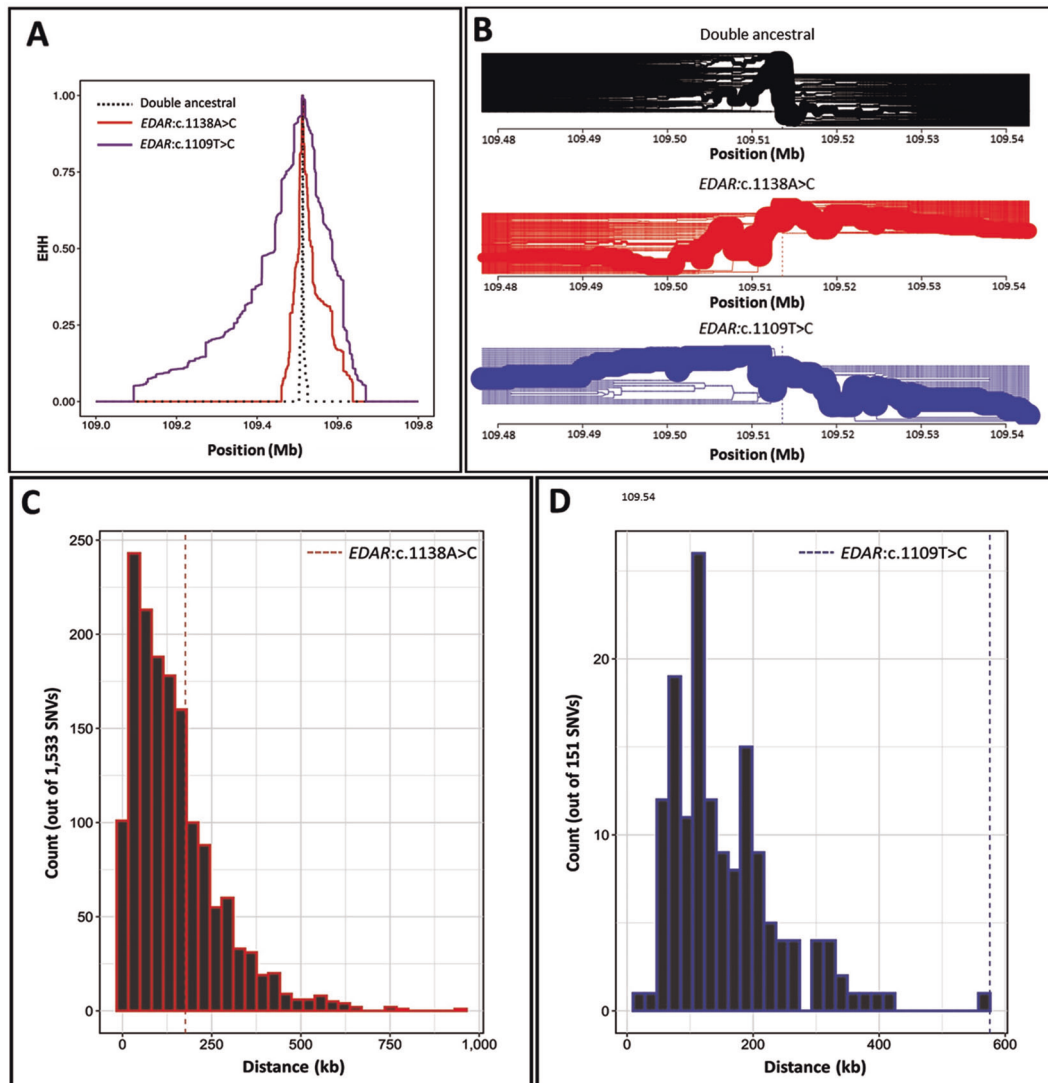 A
1.00
0.75
0.50
0.25
0.00
EHH
Double ancestral
EDAR:c.1138A>C
EDAR:c.1109T>C
109.0 109.2 109.4 109.6 109.8
Position (Mb)
B
Double ancestral
109.48 109.49 109.50 109.51 109.52 109.53 109.54
Position (Mb)
EDAR:c.1138A>C
109.48 109.49 109.50 109.51 109.52 109.53 109.54
Position (Mb)
EDAR:c.1109T>C
109.48 109.49 109.50 109.51 109.52 109.53 109.54
Position (Mb)
C
EDAR:c.1138A>C
250
200
150
100
50
0
Count (out of 1,533 SNVs)
0 250 500 750 1,000
Distance (kb)
D
109.54
EDAR:c.1109T>C
20
10
0
Count (out of 151 SNVs)
0 200 400 600
Distance (kb)